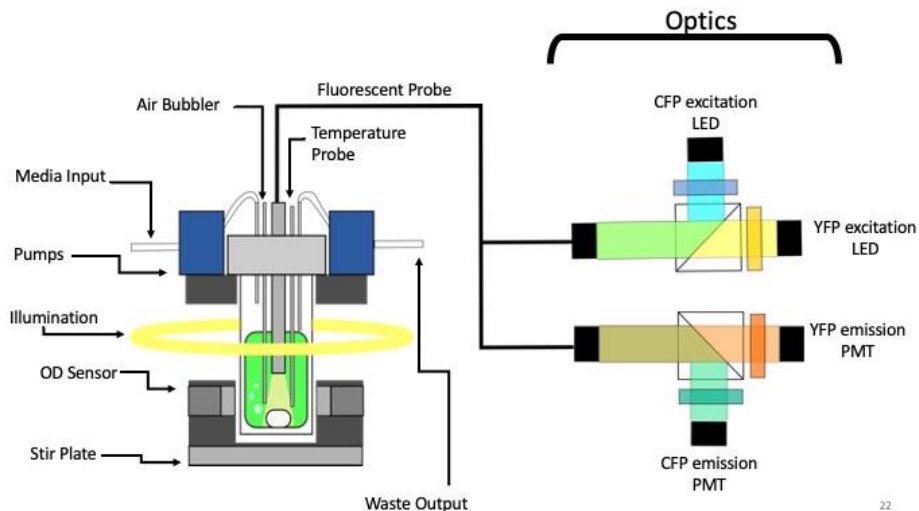 Optics
Fluorescent Probe
CFP excitation
LED
Air Bubbler
Temperature
Probe
Media Input
YFP excitation
LED
Pumps
Illumination
YFP emission
PMT
OD Sensor
Stir Plate
CFP emission
PMT
Waste Output
22